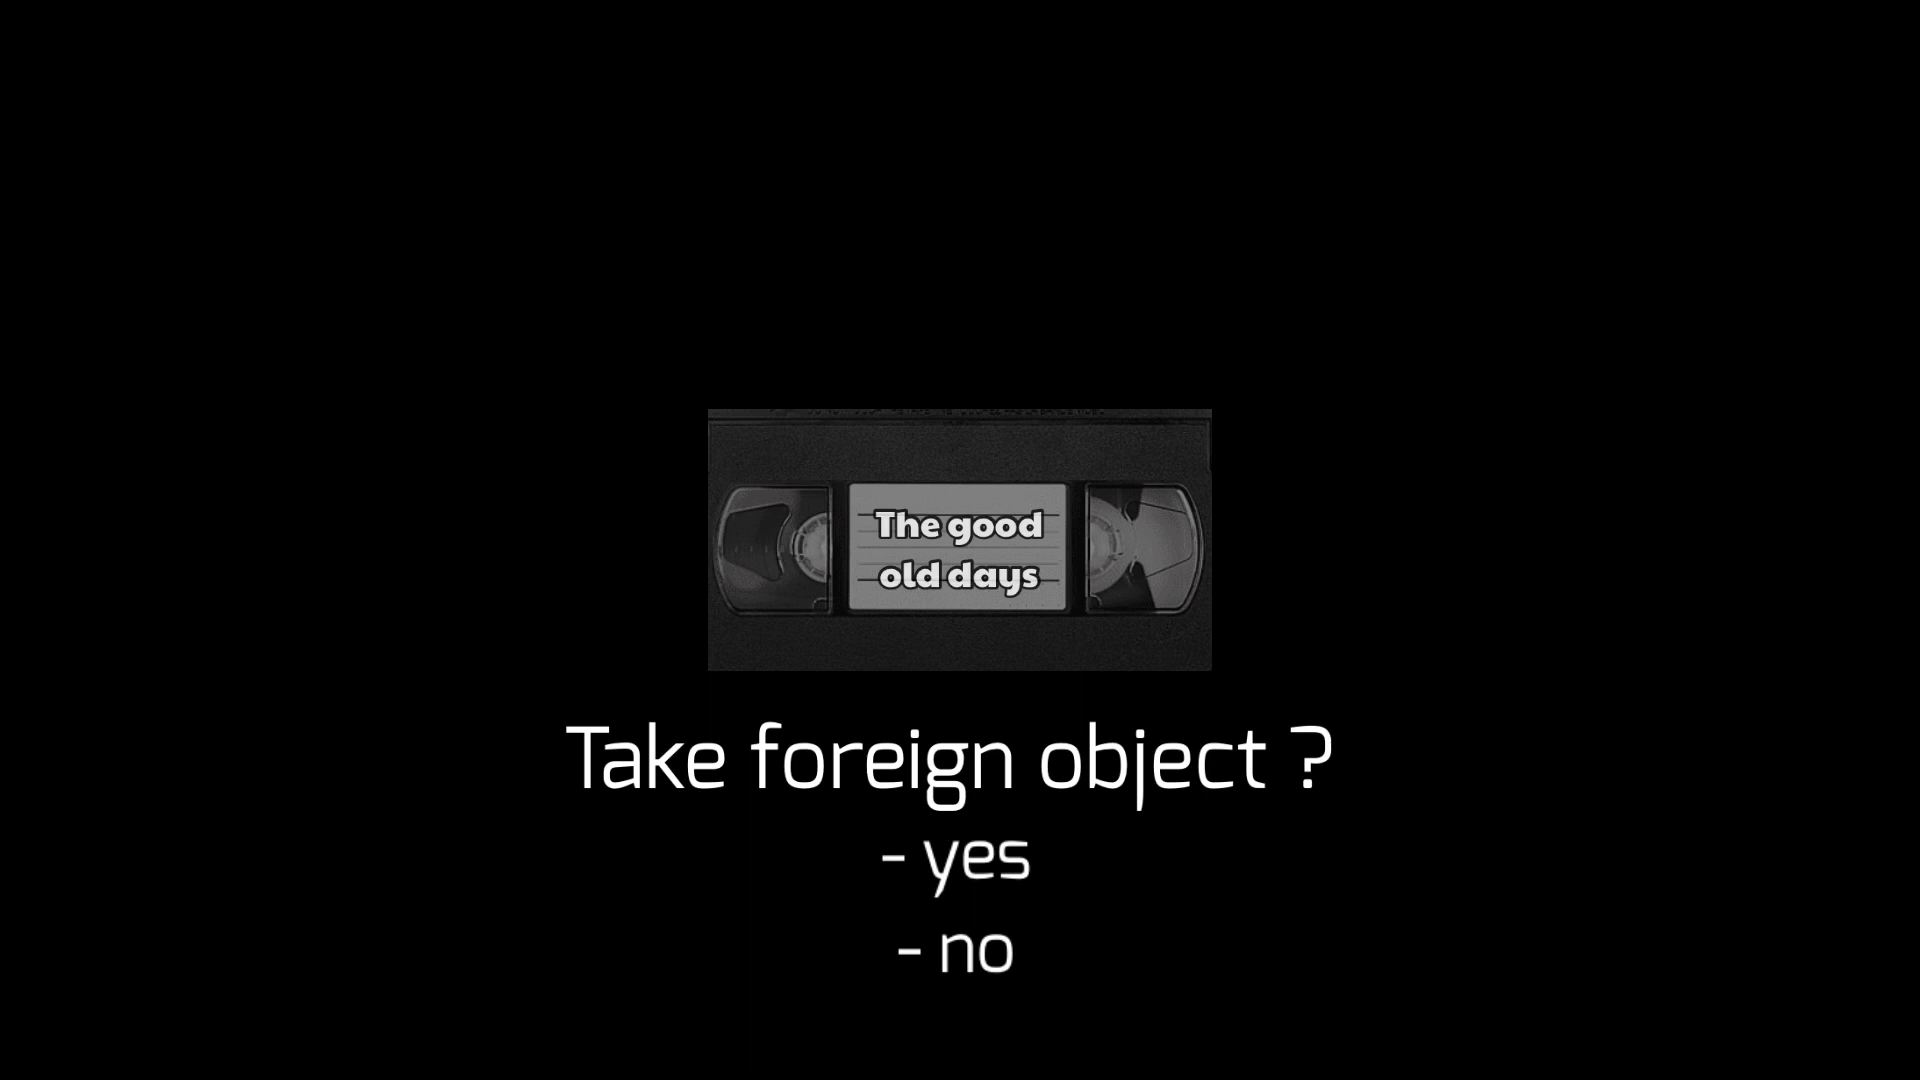 The good
old days
Take foreign object ?
- yes
- no